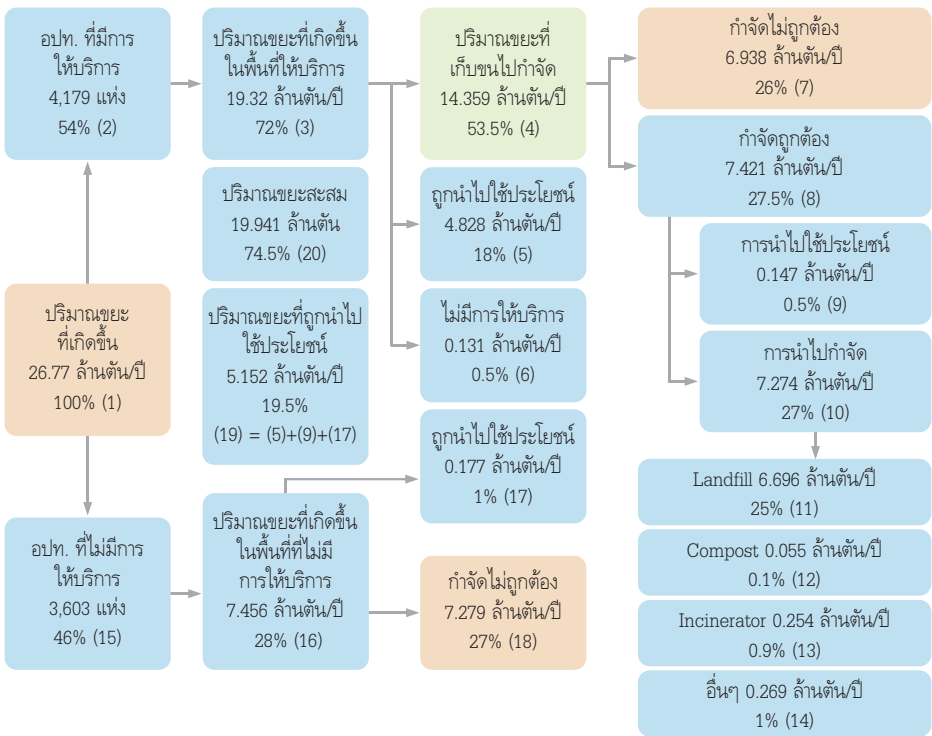 อปท. ที่มีการ
ให้บริการ
4,179 แห่ง
54% (2)
ปริมาณขยะที่เกิดขึ้น
ในพื้นที่ให้บริการ
19.32 ล้านตัน/ปี
72% (3)
ปริมาณขยะที่
เก็บขนไปกำจัด
14.359 ล้านตัน/ปี
53.5% (4)
กำจัดไม่ถูกต้อง
6.938 ล้านตัน/ปี
26% (7)
กำจัดถูกต้อง
7.421 ล้านตัน/ปี
27.5% (8)
ปริมาณขยะสะสม
19.941 ล้านตัน
74.5% (20)
ถูกนำไปใช้ประโยชน์
4.828 ล้านตัน/ปี
18% (5)
การนำไปใช้ประโยชน์
0.147 ล้านตัน/ปี
0.5% (9)
ปริมาณขยะ
ที่เกิดขึ้น
26.77 ล้านตัน/ปี
100% (1)
ปริมาณขยะที่ถูกนำไป
ใช้ประโยชน์
5.152 ล้านตัน/ปี
19.5%
(19) = (5)+(9)+(17)
ไม่มีการให้บริการ
0.131 ล้านตัน/ปี
0.5% (6)
การนำไปกำจัด
7.274 ล้านตัน/ปี
27% (10)
ถูกนำไปใช้ประโยชน์
0.177 ล้านตัน/ปี
1% (17)
Landfill 6.696 ล้านตัน/ปี
25% (11)
อปท. ที่ไม่มีการ
ให้บริการ
3,603 แห่ง
46% (15)
ปริมาณขยะที่เกิดขึ้น
ในพื้นที่ที่ไม่มี
การให้บริการ
7.456 ล้านตัน/ปี
28% (16)
กำจัดไม่ถูกต้อง
7.279 ล้านตัน/ปี
27% (18)
Compost 0.055 ล้านตัน/ปี
0.1% (12)
Incinerator 0.254 ล้านตัน/ปี
0.9% (13)
อื่นๆ 0.269 ล้านตัน/ปี
1% (14)